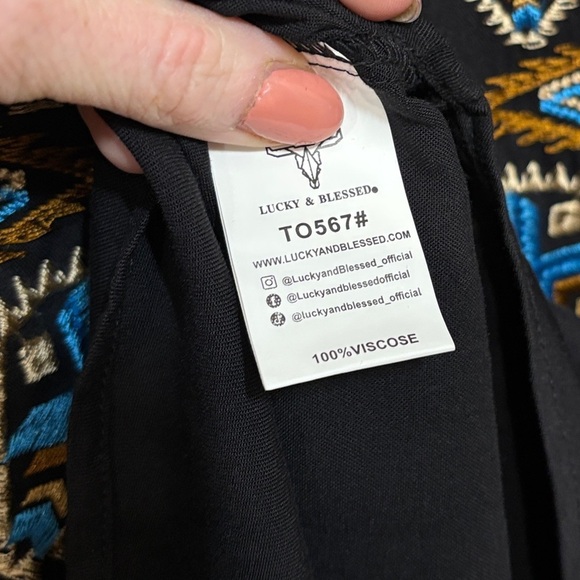 LUCKY & BLESSED®
TO567#
WWW.LUCKYANDBLESSED.COM
@LuckyandBlessed_official
@Luckyandblessedofficial
@luckyandblessed_official
100%VISCOSE